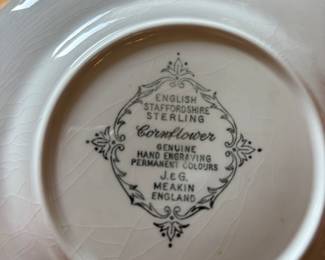 ENGLISH
STAFFORDSHIRE
STERLING
Cornflower
GENUINE
HAND ENGRAVING
PERMANENT COLOURS
J. & G.
MEAKIN
ENGLAND